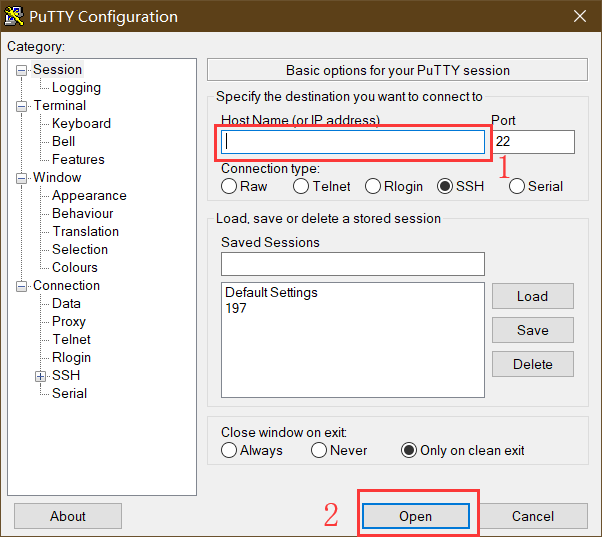 PuTTY Configuration
Category:
Session
Logging
Terminal
Keyboard
Bell
Features
Window
Appearance
Behaviour
Translation
Selection
Colours
Connection
Data
Proxy
Telnet
Rlogin
SSH
Serial
Basic options for your PuTTY session
Specify the destination you want to connect to
Host Name (or IP address) Port
22
1
Connection type:
Raw Telnet Rlogin SSH Serial
Load, save or delete a stored session
Saved Sessions
Default Settings
197
Load
Save
Delete
Close window on exit:
Always Never Only on clean exit
About 2 Open Cancel